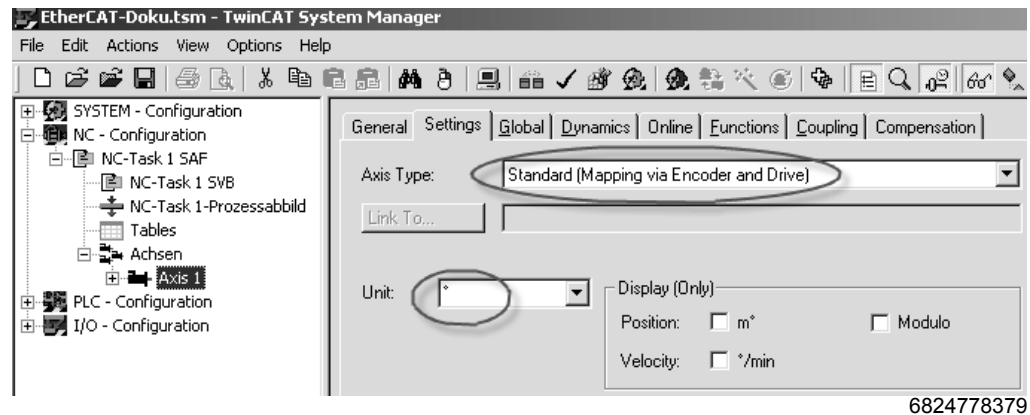 EtherCAT-Doku.tsm - TwinCAT System Manager
File Edit Actions View Options Help
SYSTEM - Configuration
NC - Configuration
NC-Task 1 SAF
NC-Task 1 SVB
NC-Task 1-Prozessabbild
Tables
Achsen
Axis 1
PLC - Configuration
I/O - Configuration
General Settings Global Dynamics Online Functions Coupling Compensation
Axis Type: Standard (Mapping via Encoder and Drive)
Link To...
Unit: °
Display (Only)
Position: m° Modulo
Velocity: °/min
6824778379